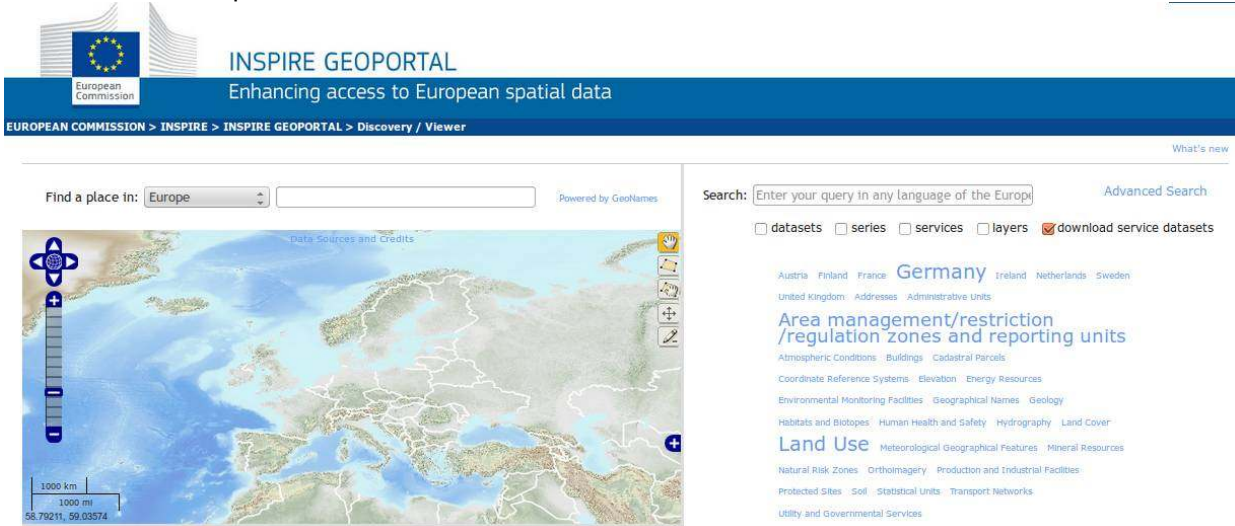 INSPIRE GEOPORTAL
European
Commission
Enhancing access to European spatial data
EUROPEAN COMMISSION > INSPIRE > INSPIRE GEOPORTAL > Discovery / Viewer
What's new
Find a place in: Europe
Powered by GeoNames
Search: Enter your query in any language of the Europe
Advanced Search
datasets series services layers download service datasets
Data Sources and Credits
Austria Finland France Germany Ireland Netherlands Sweden
United Kingdom Addresses Administrative Units
Area management/restriction
/regulation zones and reporting units
Atmospheric Conditions Buildings Cadastral Parcels
Coordinate Reference Systems Elevation Energy Resources
Environmental Monitoring Facilities Geographical Names Geology
Habitats and Biotopes Human Health and Safety Hydrography Land Cover
Land Use Meteorological Geographical Features Mineral Resources
Natural Risk Zones Orthoimagery Production and Industrial Facilities
Protected Sites Soil Statistical Units Transport Networks
Utility and Governmental Services
1000 km
1000 mi
58.79211, 59.03574